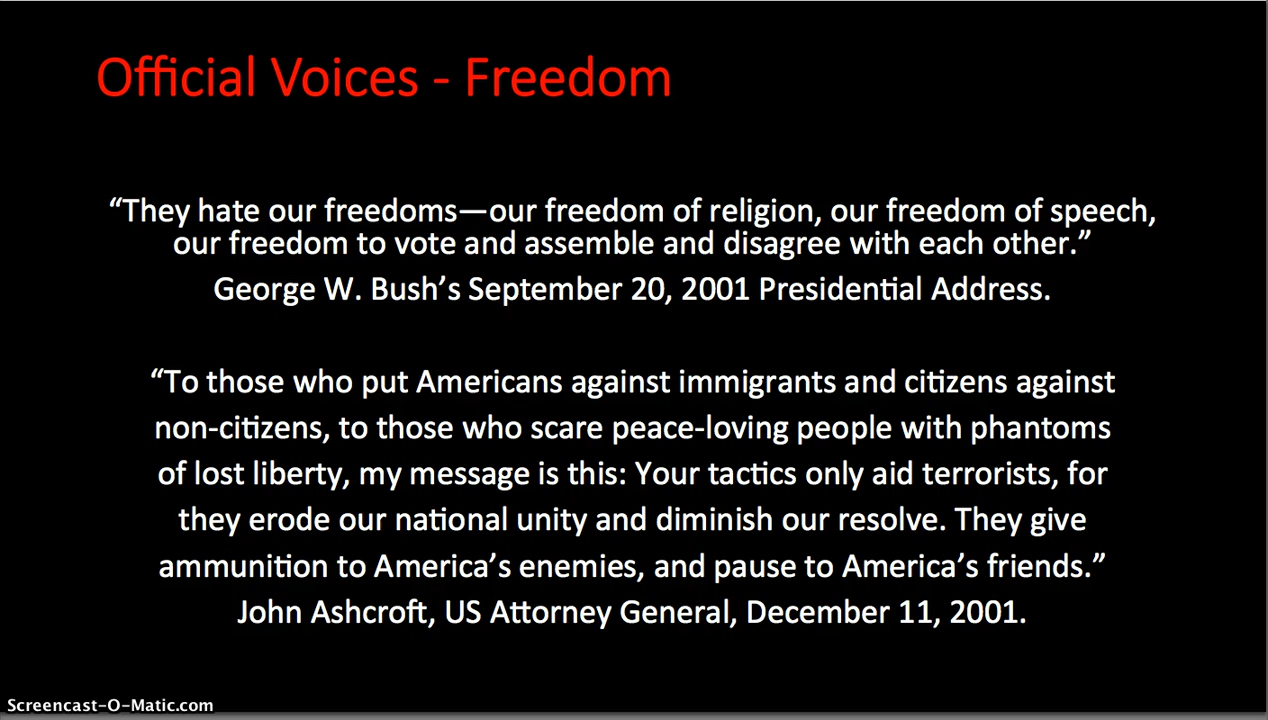 Official Voices - Freedom
“They hate our freedoms—our freedom of religion, our freedom of speech,
our freedom to vote and assemble and disagree with each other.”
George W. Bush’s September 20, 2001 Presidential Address.
“To those who put Americans against immigrants and citizens against
non-citizens, to those who scare peace-loving people with phantoms
of lost liberty, my message is this: Your tactics only aid terrorists, for
they erode our national unity and diminish our resolve. They give
ammunition to America’s enemies, and pause to America’s friends.”
John Ashcroft, US Attorney General, December 11, 2001.
Screencast-O-Matic.com